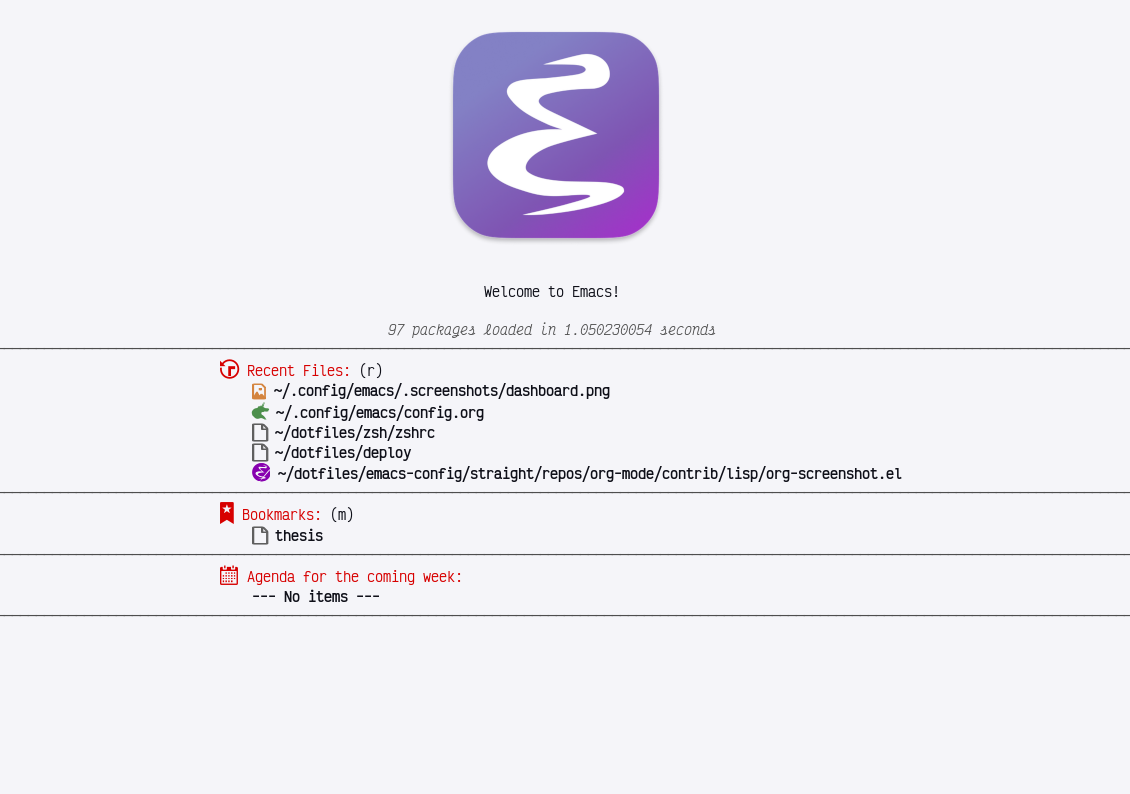 Welcome to Emacs!
97 packages loaded in 1.050230054 seconds
Recent Files: (r)
~/.config/emacs/.screenshots/dashboard.png
~/.config/emacs/config.org
~/dotfiles/zsh/zshrc
~/dotfiles/deploy
~/dotfiles/emacs-config/straight/repos/org-mode/contrib/lisp/org-screenshot.el
Bookmarks: (m)
thesis
Agenda for the coming week:
--- No items ---